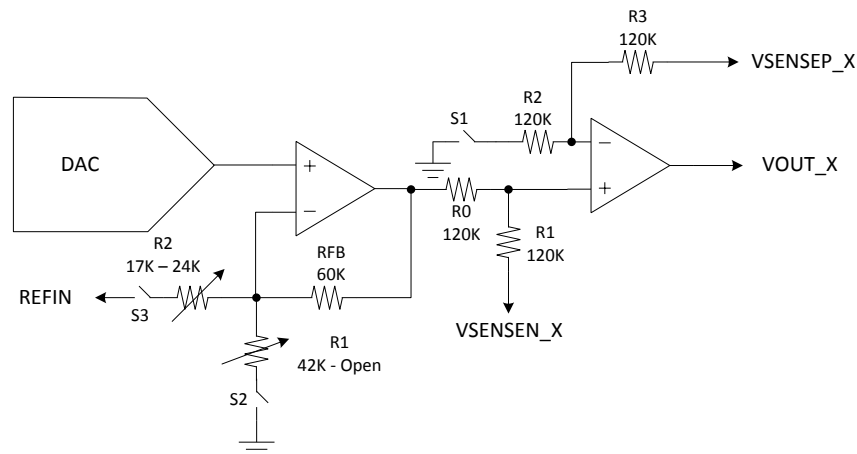 R3
120K
VSENSEP_X
R2
120K
S1
DAC
VOUT_X
R0
120K
R1
120K
R2
17K – 24K
RFB
60K
REFIN
S3
VSENSEN_X
R1
42K - Open
S2